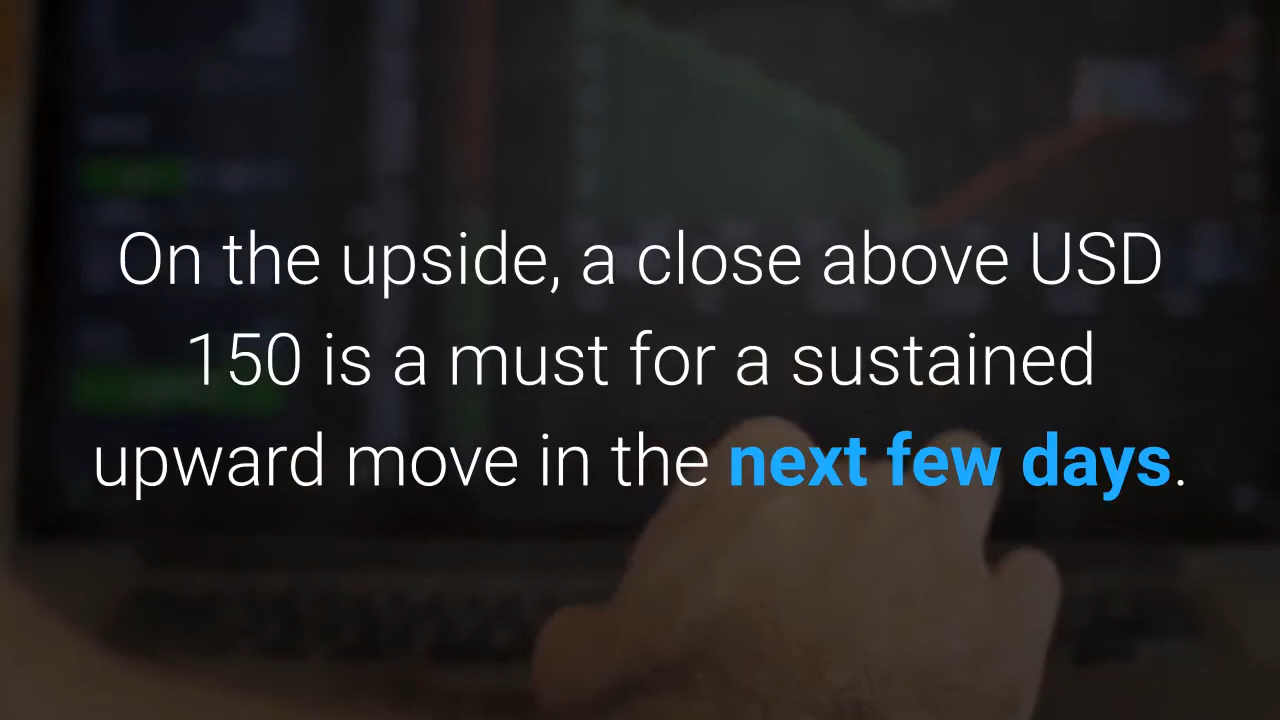 On the upside, a close above USD
150 is a must for a sustained
upward move in the next few days.